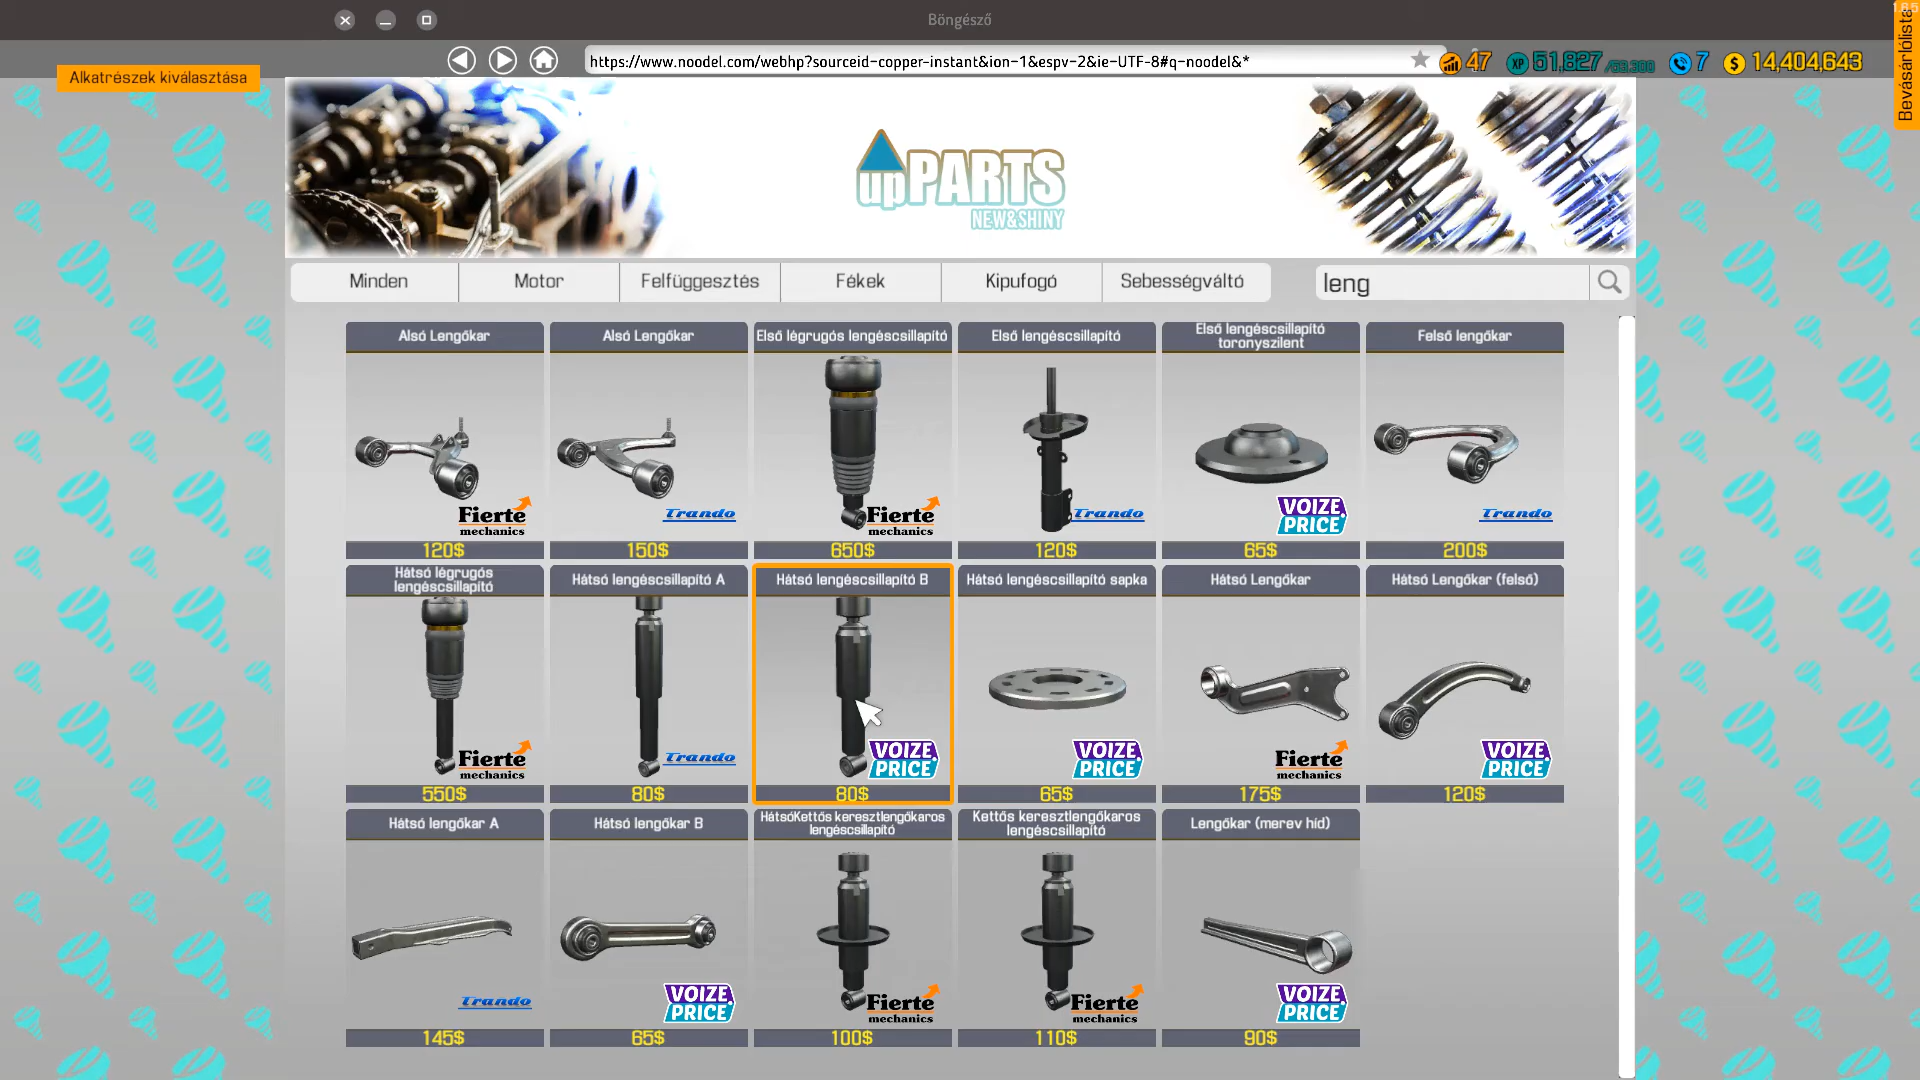 Böngésző
165
https://www.noodel.com/webhp?sourceid-copper-instant&ion-1&espv-2&ie-UTF-8#q-noodel&*
47
XP 51,827 /53,300
7
$ 14,404,643
Bevásárlólista
Alkatrészek kiválasztása
upPARTS
NEW&SHINY
Minden
Motor
Felfüggesztés
Fékek
Kipufogó
Sebességváltó
leng
Alsó Lengőkar
Fierte
mechanics
120$
Alsó Lengőkar
Trando
150$
Első légrugós lengéscsillapító
Fierte
mechanics
650$
Első lengéscsillapító
Trando
120$
Első lengéscsillapító
toronyszilent
VOIZE
PRICE
65$
Felső lengőkar
Trando
200$
Hátsó légrugós
lengéscsillapító
Fierte
mechanics
550$
Hátsó lengéscsillapító A
Trando
80$
Hátsó lengéscsillapító B
VOIZE
PRICE
80$
Hátsó lengéscsillapító sapka
VOIZE
PRICE
65$
Hátsó Lengőkar
Fierte
mechanics
175$
Hátsó Lengőkar (felső)
VOIZE
PRICE
120$
Hátsó lengőkar A
Trando
145$
Hátsó lengőkar B
VOIZE
PRICE
65$
HátsóKettős keresztlengőkaros
lengéscsillapító
Fierte
mechanics
100$
Kettős keresztlengőkaros
lengéscsillapító
Fierte
mechanics
110$
Lengőkar (merev híd)
VOIZE
PRICE
90$